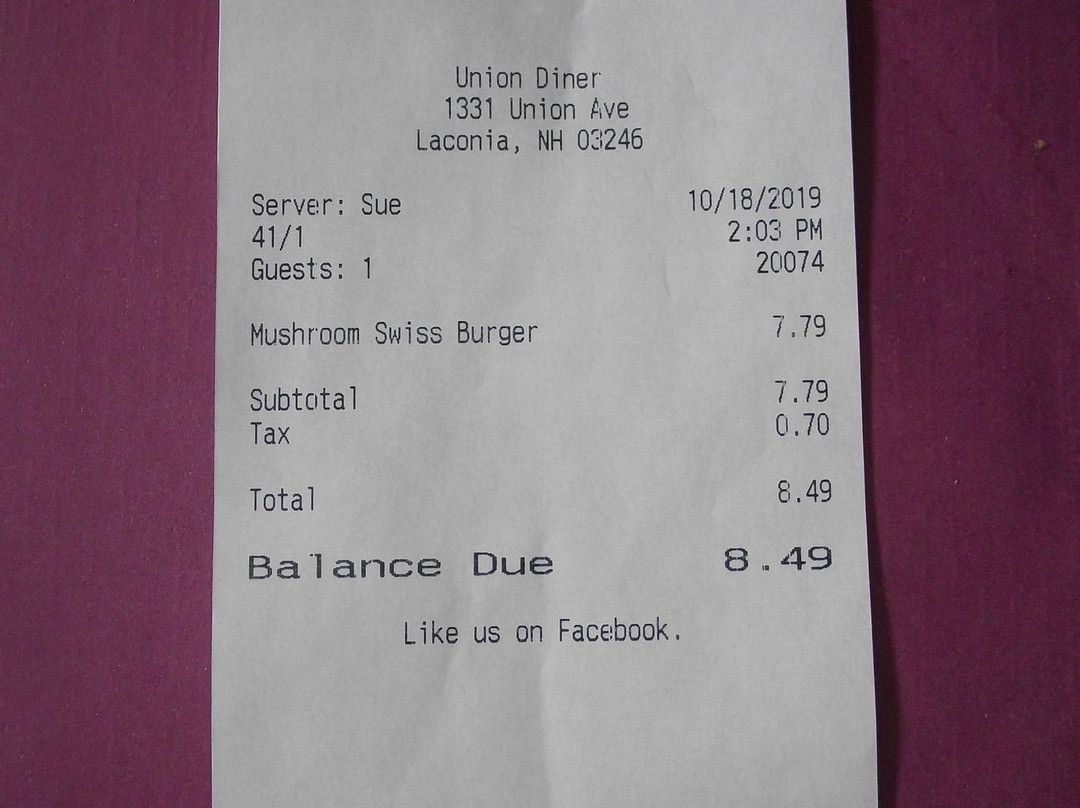 Union Diner
1331 Union Ave
Laconia, NH 03246
Server: Sue 10/18/2019
41/1 2:03 PM
Guests: 1 20074
Mushroom Swiss Burger 7.79
Subtotal 7.79
Tax 0.70
Total 8.49
Balance Due 8.49
Like us on Facebook.